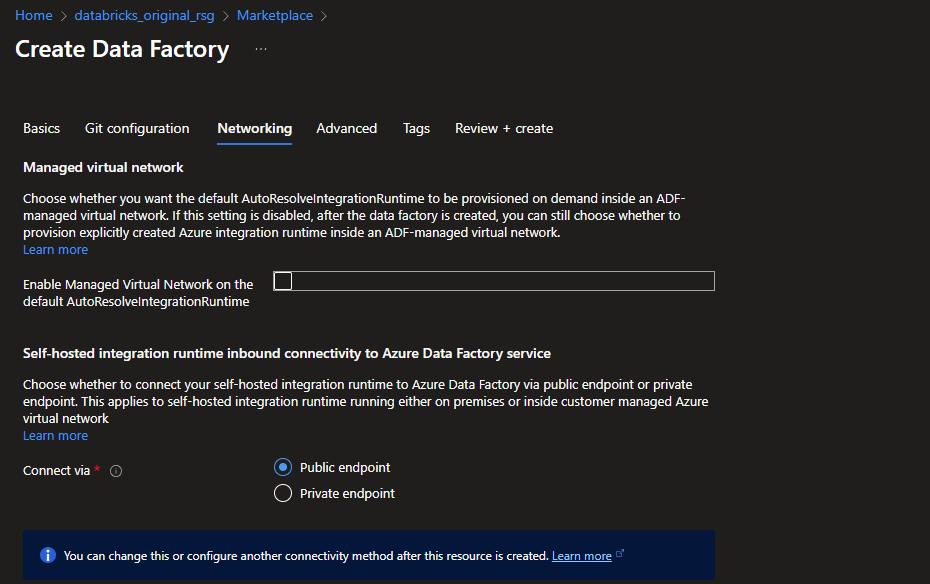 Home > databricks_original_rsg > Marketplace >
Create Data Factory ...
Basics Git configuration Networking Advanced Tags Review + create
Managed virtual network
Choose whether you want the default AutoResolveIntegrationRuntime to be provisioned on demand inside an ADF-
managed virtual network. If this setting is disabled, after the data factory is created, you can still choose whether to
provision explicitly created Azure integration runtime inside an ADF-managed virtual network.
Learn more
Enable Managed Virtual Network on the
default AutoResolveIntegrationRuntime
Self-hosted integration runtime inbound connectivity to Azure Data Factory service
Choose whether to connect your self-hosted integration runtime to Azure Data Factory via public endpoint or private
endpoint. This applies to self-hosted integration runtime running either on premises or inside customer managed Azure
virtual network
Learn more
Connect via *
Public endpoint
Private endpoint
You can change this or configure another connectivity method after this resource is created. Learn more